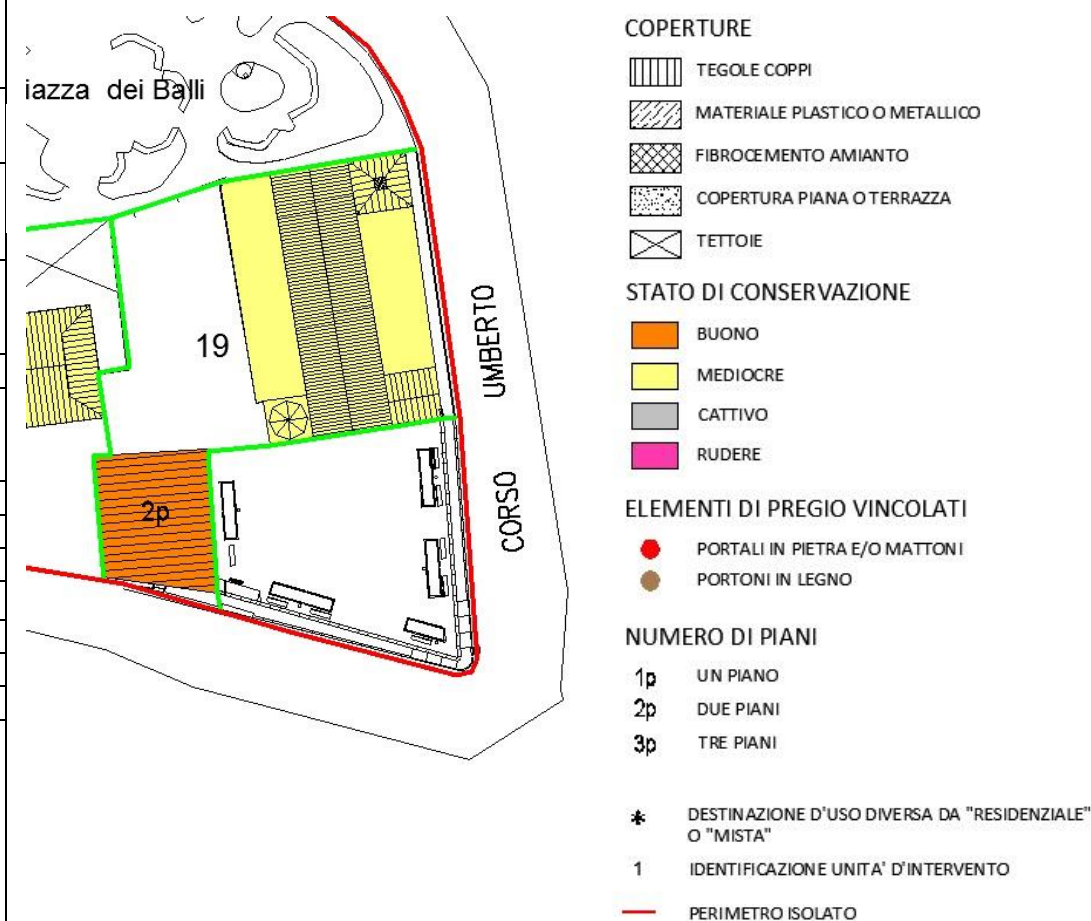 iazza dei Balli
19
2p
UMBERTO
CORSO
COPERTURE
TEGOLE COPPI
MATERIALE PLASTICO O METALLICO
FIBROCEMENTO AMIANTO
COPERTURA PIANA O TERRAZZA
TETTOIE
STATO DI CONSERVAZIONE
BUONO
MEDIOCRE
CATTIVO
RUDERE
ELEMENTI DI PREGIO VINCOLATI
PORTALI IN PIETRA E/O MATTONI
PORTONI IN LEGNO
NUMERO DI PIANI
1p UN PIANO
2p DUE PIANI
3p TRE PIANI
* DESTINAZIONE D'USO DIVERSA DA "RESIDENZIALE"
O "MISTA"
1 IDENTIFICAZIONE UNITA' D'INTERVENTO
PERIMETRO ISOLATO